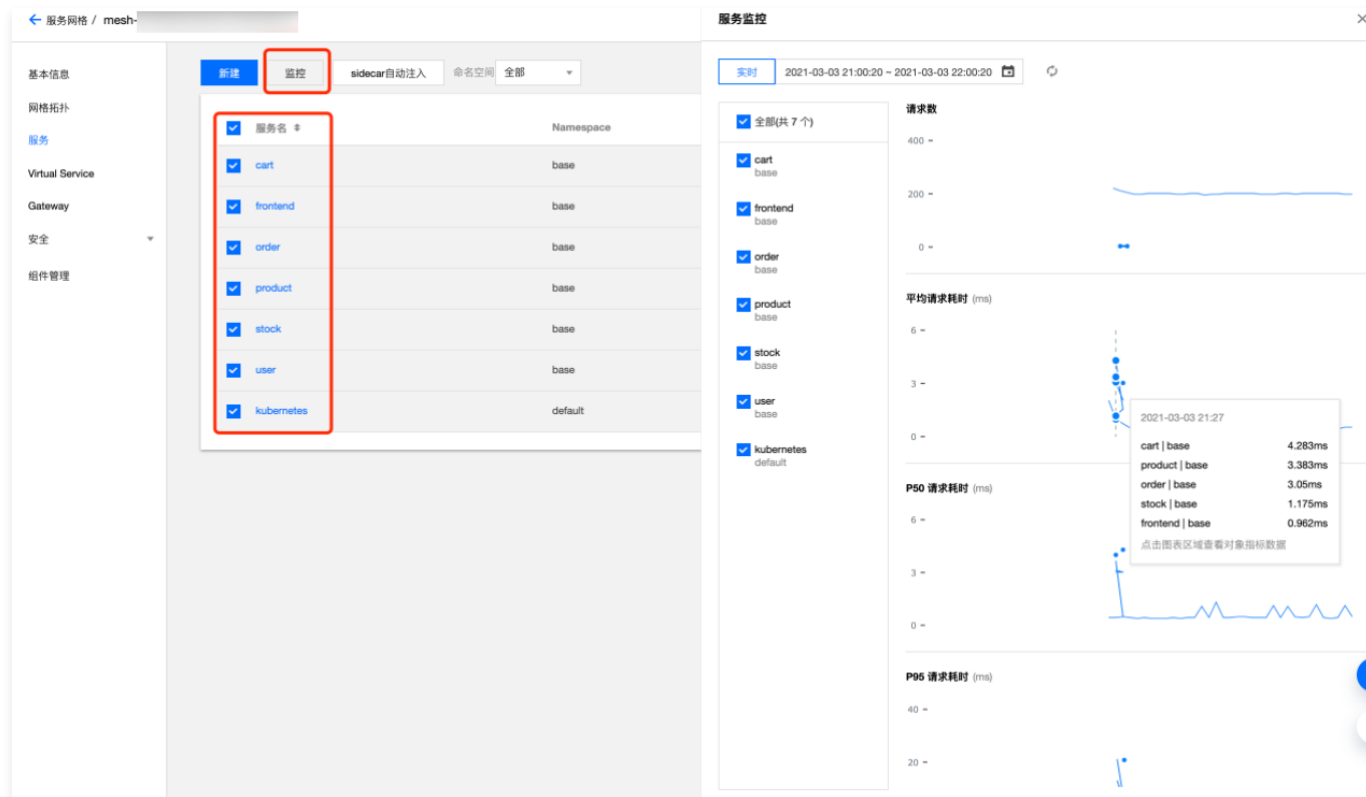 服务网格 / mesh-
基本信息
网格拓扑
服务
Virtual Service
Gateway
安全
组件管理
新建 监控 sidecar自动注入 命名空间 全部
服务名 Namespace
cart base
frontend base
order base
product base
stock base
user base
kubernetes default
服务监控
实时 2021-03-03 21:00:20 ~ 2021-03-03 22:00:20
全部(共 7 个)
cart
base
frontend
base
order
base
product
base
stock
base
user
base
kubernetes
default
请求数
400
200
0
平均请求耗时 (ms)
6
3
0
2021-03-03 21:27
cart | base 4.283ms
product | base 3.383ms
order | base 3.05ms
stock | base 1.175ms
frontend | base 0.962ms
点击图表区域查看对象指标数据
P50 请求耗时 (ms)
6
3
0
P95 请求耗时 (ms)
40
20